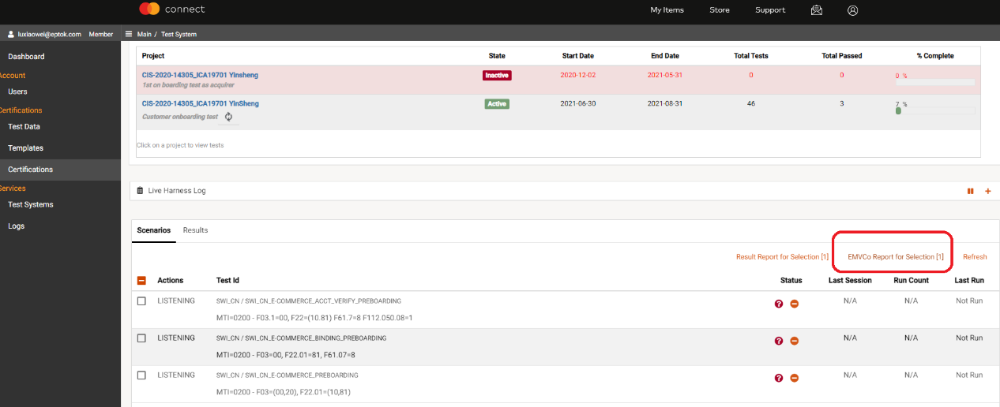 connect
My Items Store Support
luxiaowei@eptok.com Member Main / Test System
Dashboard
Account
Users
Certifications
Test Data
Templates
Certifications
Services
Test Systems
Logs
Project State Start Date End Date Total Tests Total Passed % Complete
CIS-2020-14305_ICA19701 Yinsheng Inactive 2020-12-02 2021-05-31 0 0 0 %
1st on boarding test as acquirer
CIS-2020-14305_ICA19701 YinSheng Active 2021-06-30 2021-08-31 46 3 7 %
Customer onboarding test
Click on a project to view tests
Live Harness Log
Scenarios Results
Result Report for Selection [1] EMVCo Report for Selection [1] Refresh
Actions Test Id Status Last Session Run Count Last Run
LISTENING SWI_CN / SWI_CN_E-COMMERCE_ACCT_VERIFY_PREBOARDING N/A N/A Not Run
MTI=0200 - F03.1=00, F22=(10.81) F61.7=8 F112.050.08=1
LISTENING SWI_CN / SWI_CN_E-COMMERCE_BINDING_PREBOARDING N/A N/A Not Run
MTI=0200 - F03=00, F22.01=81, F61.07=8
LISTENING SWI_CN / SWI_CN_E-COMMERCE_PREBOARDING N/A N/A Not Run
MTI=0200 - F03=(00,20), F22.01=(10,81)